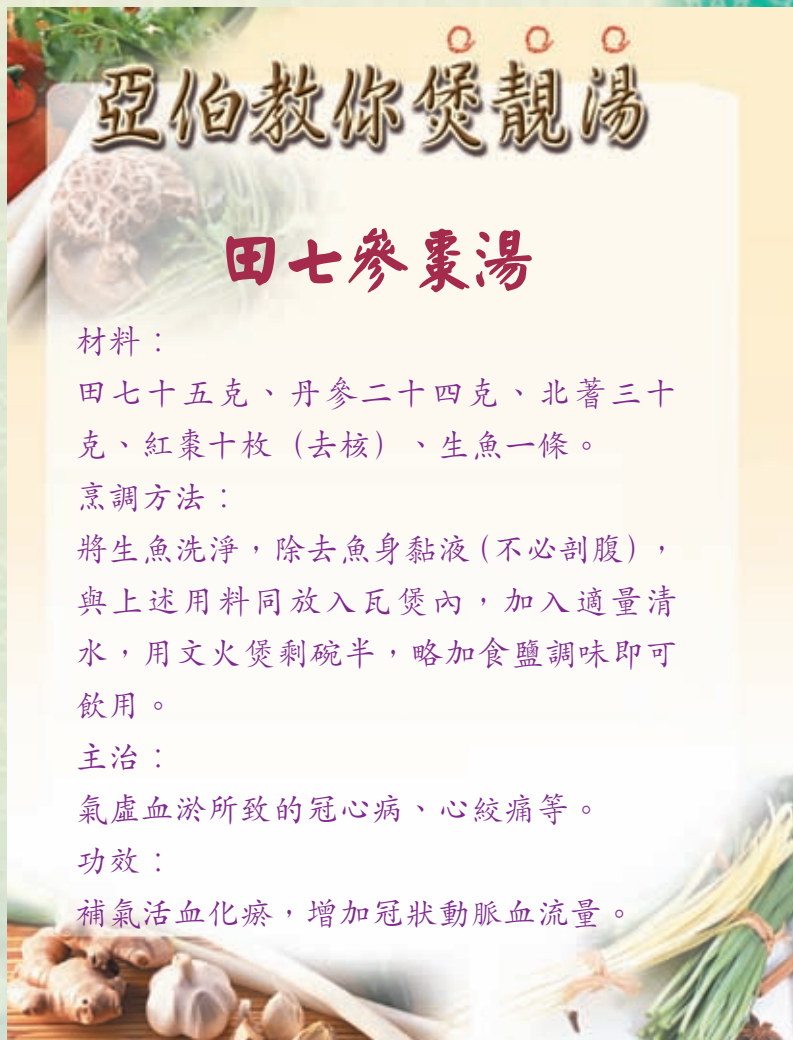 亞伯教你煲靚湯
田七參棗湯
材料：
田七十五克、丹參二十四克、北蓍三十
克、紅棗十枚（去核）、生魚一條。
烹調方法：
將生魚洗淨，除去魚身黏液(不必剖腹)，
與上述用料同放入瓦煲內，加入適量清
水，用文火煲剩碗半，略加食鹽調味即可
飲用。
主治：
氣虛血淤所致的冠心病、心絞痛等。
功效：
補氣活血化瘀，增加冠狀動脈血流量。